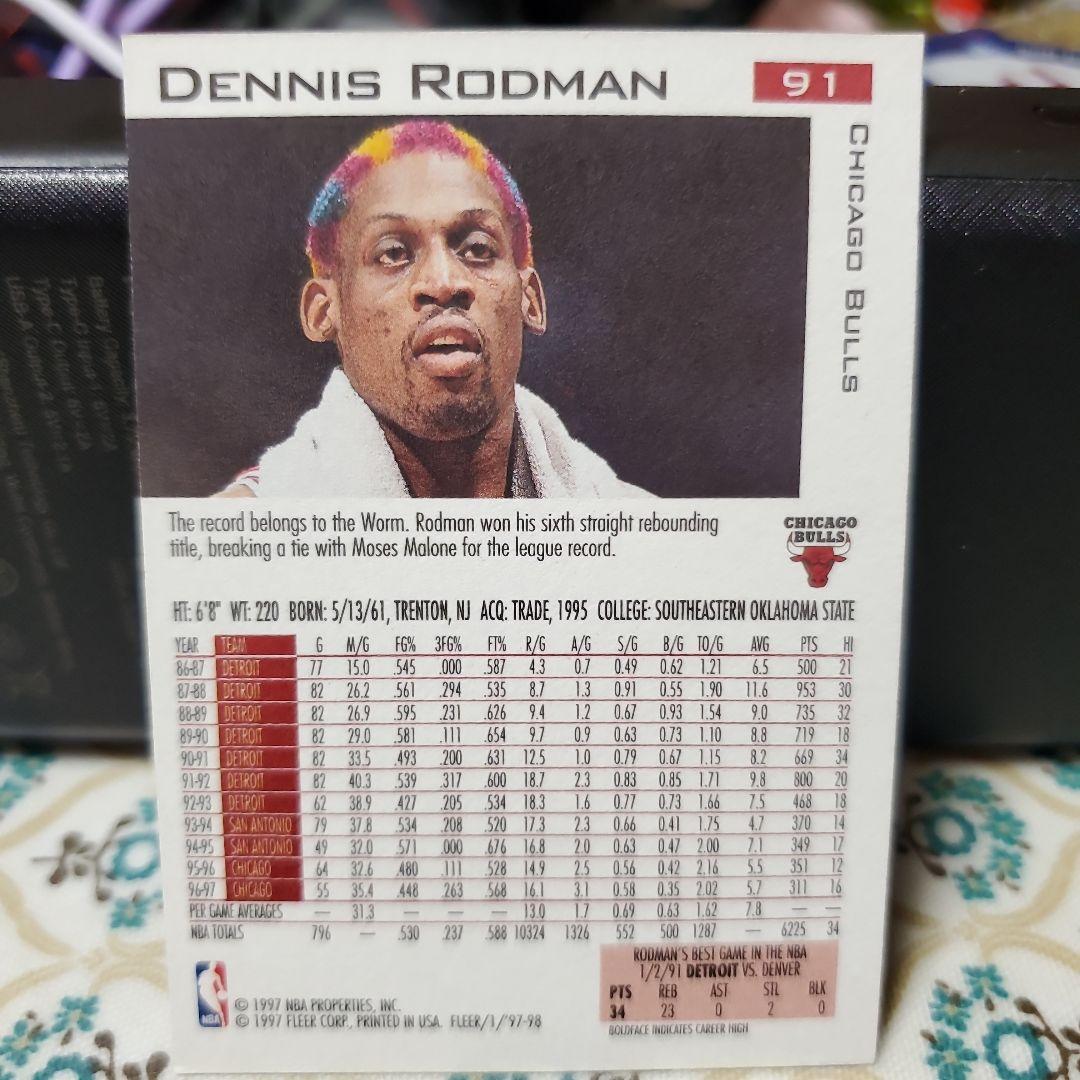 DENNIS RODMAN
91
CHICAGO BULLS
The record belongs to the Worm. Rodman won his sixth straight rebounding
title, breaking a tie with Moses Malone for the league record.
CHICAGO
BULLS
HT: 6'8" WT: 220 BORN: 5/13/61, TRENTON, NJ ACQ: TRADE, 1995 COLLEGE: SOUTHEASTERN OKLAHOMA STATE
YEAR TEAM G M/G FG% 3FG% FT% R/G A/G S/G B/G TO/G AVG PTS HI
86-87 DETROIT 77 15.0 .545 .000 .587 4.3 0.7 0.49 0.62 1.21 6.5 500 21
87-88 DETROIT 82 26.2 .561 .294 .535 8.7 1.3 0.91 0.55 1.90 11.6 953 30
88-89 DETROIT 82 26.9 .595 .231 .626 9.4 1.2 0.67 0.93 1.54 9.0 735 32
89-90 DETROIT 82 29.0 .581 .111 .654 9.7 0.9 0.63 0.73 1.10 8.8 719 18
90-91 DETROIT 82 33.5 .493 .200 .631 12.5 1.0 0.79 0.67 1.15 8.2 669 34
91-92 DETROIT 82 40.3 .539 .317 .600 18.7 2.3 0.83 0.85 1.71 9.8 800 20
92-93 DETROIT 62 38.9 .427 .205 .534 18.3 1.6 0.77 0.73 1.66 7.5 468 18
93-94 SAN ANTONIO 79 37.8 .534 .208 .520 17.3 2.3 0.66 0.41 1.75 4.7 370 14
94-95 SAN ANTONIO 49 32.0 .571 .000 .676 16.8 2.0 0.63 0.47 2.00 7.1 349 17
95-96 CHICAGO 64 32.6 .480 .111 .528 14.9 2.5 0.56 0.42 2.16 5.5 351 12
96-97 CHICAGO 55 35.4 .448 .263 .568 16.1 3.1 0.58 0.35 2.02 5.7 311 16
PER GAME AVERAGES — 31.3 — — — 13.0 1.7 0.69 0.63 1.62 7.8 — —
NBA TOTALS 796 — .530 .237 .588 10324 1326 552 500 1287 — 6225 34
RODMAN'S BEST GAME IN THE NBA
1/2/91 DETROIT VS. DENVER
PTS REB AST STL BLK
34 23 0 2 0
BOLDFACE INDICATES CAREER HIGH
NBA
© 1997 NBA PROPERTIES, INC.
© 1997 FLEER CORP., PRINTED IN USA. FLEER/1/'97-98